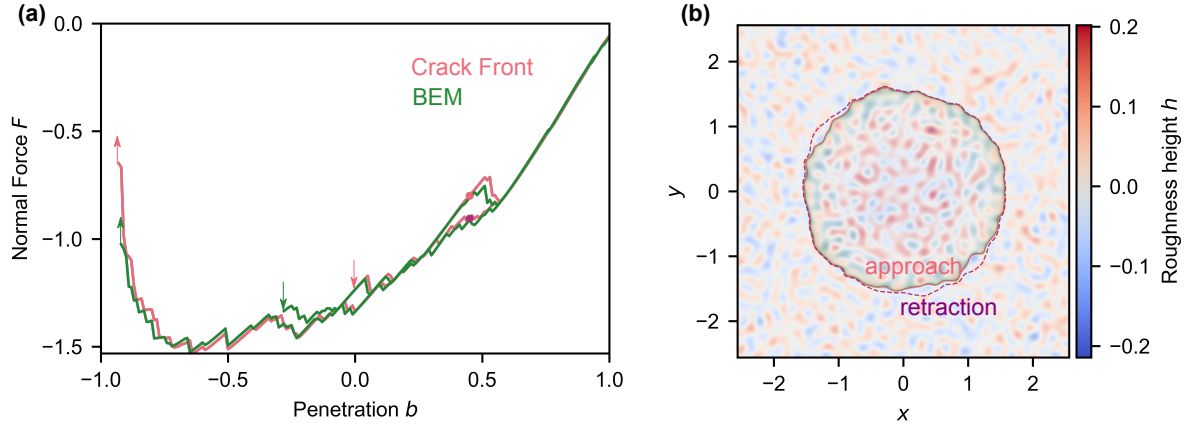 (a)
0.0
−0.5
−1.0
−1.5
Normal Force F
Crack Front
BEM
−1.0
−0.5
0.0
0.5
1.0
Penetration b
(b)
2
1
0
−1
−2
y
approach
retraction
−2
−1
0
1
2
x
0.2
0.1
0.0
−0.1
−0.2
Roughness height h